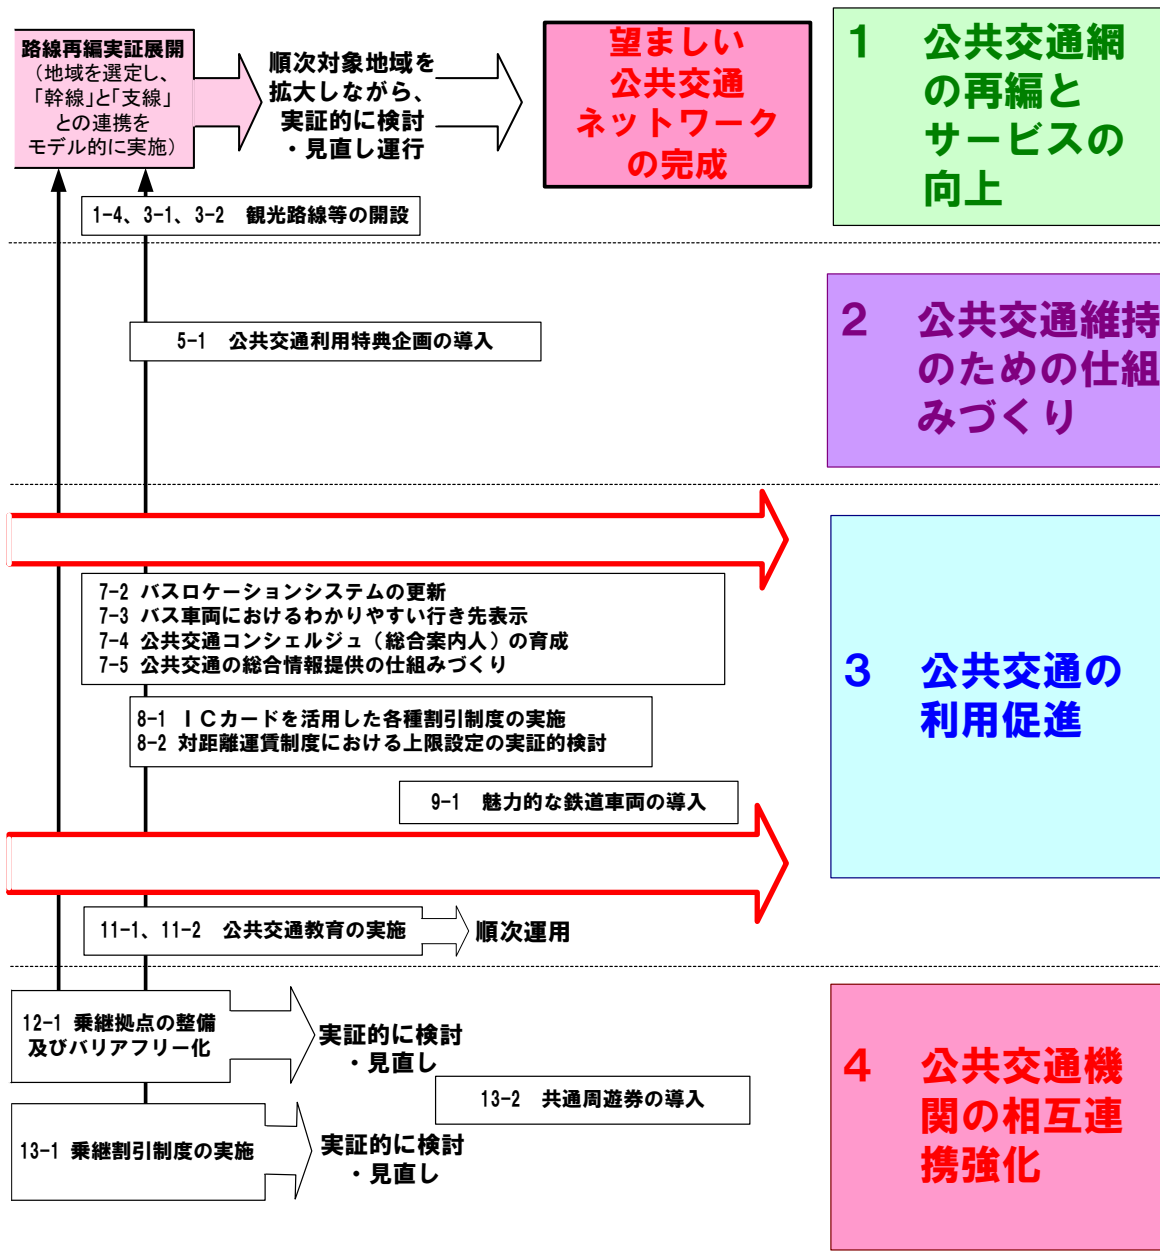 路線再編実証展開
（地域を選定し、
「幹線」と「支線」
との連携を
モデル的に実施）
順次対象地域を
拡大しながら、
実証的に検討
・見直し運行
望ましい
公共交通
ネットワーク
の完成
1 公共交通網
の再編と
サービスの
向上
1-4、3-1、3-2 観光路線等の開設
5-1 公共交通利用特典企画の導入
2 公共交通維持
のための仕組
みづくり
7-2 バスロケーションシステムの更新
7-3 バス車両におけるわかりやすい行き先表示
7-4 公共交通コンシェルジュ（総合案内人）の育成
7-5 公共交通の総合情報提供の仕組みづくり
8-1 ＩＣカードを活用した各種割引制度の実施
8-2 対距離運賃制度における上限設定の実証的検討
9-1 魅力的な鉄道車両の導入
3 公共交通の
利用促進
11-1、11-2 公共交通教育の実施
順次運用
12-1 乗継拠点の整備
及びバリアフリー化
実証的に検討
・見直し
13-2 共通周遊券の導入
13-1 乗継割引制度の実施
実証的に検討
・見直し
4 公共交通機
関の相互連
携強化